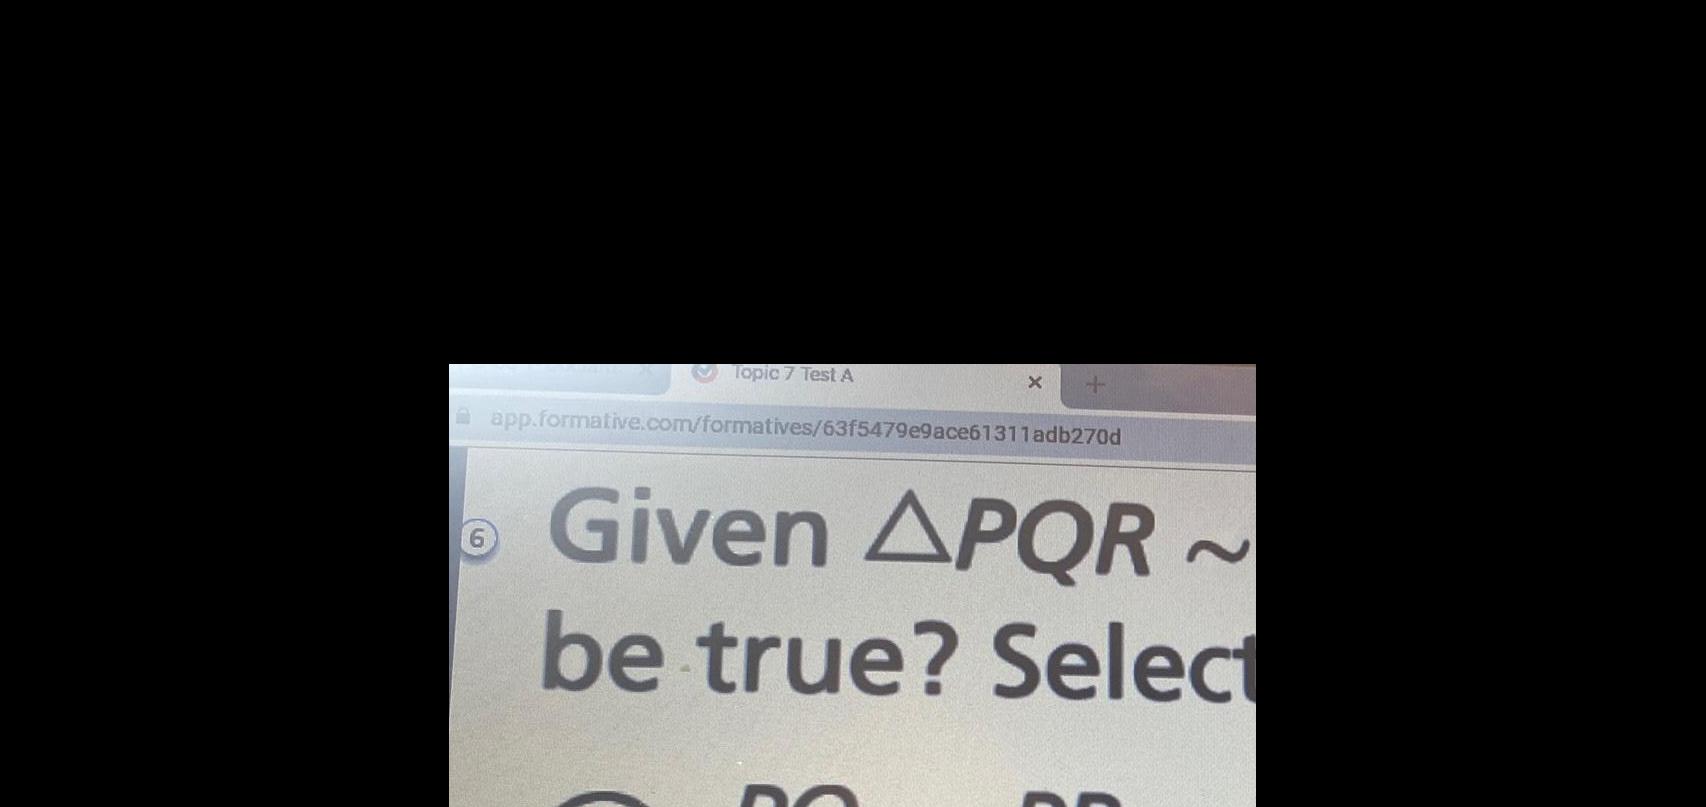 Topic 7 Test A × +
app.formative.com/formatives/63f5479e9ace61311adb270d
6 Given △PQR ~
be true? Select